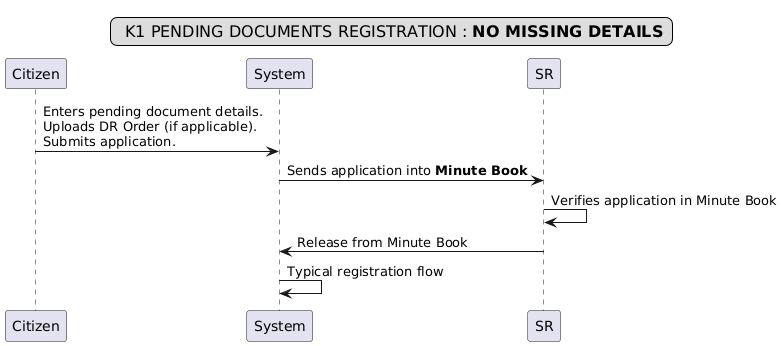 K1 PENDING DOCUMENTS REGISTRATION : NO MISSING DETAILS
Citizen
System
SR
Enters pending document details.
Uploads DR Order (if applicable).
Submits application.
Sends application into Minute Book
Verifies application in Minute Book
Release from Minute Book
Typical registration flow
Citizen
System
SR